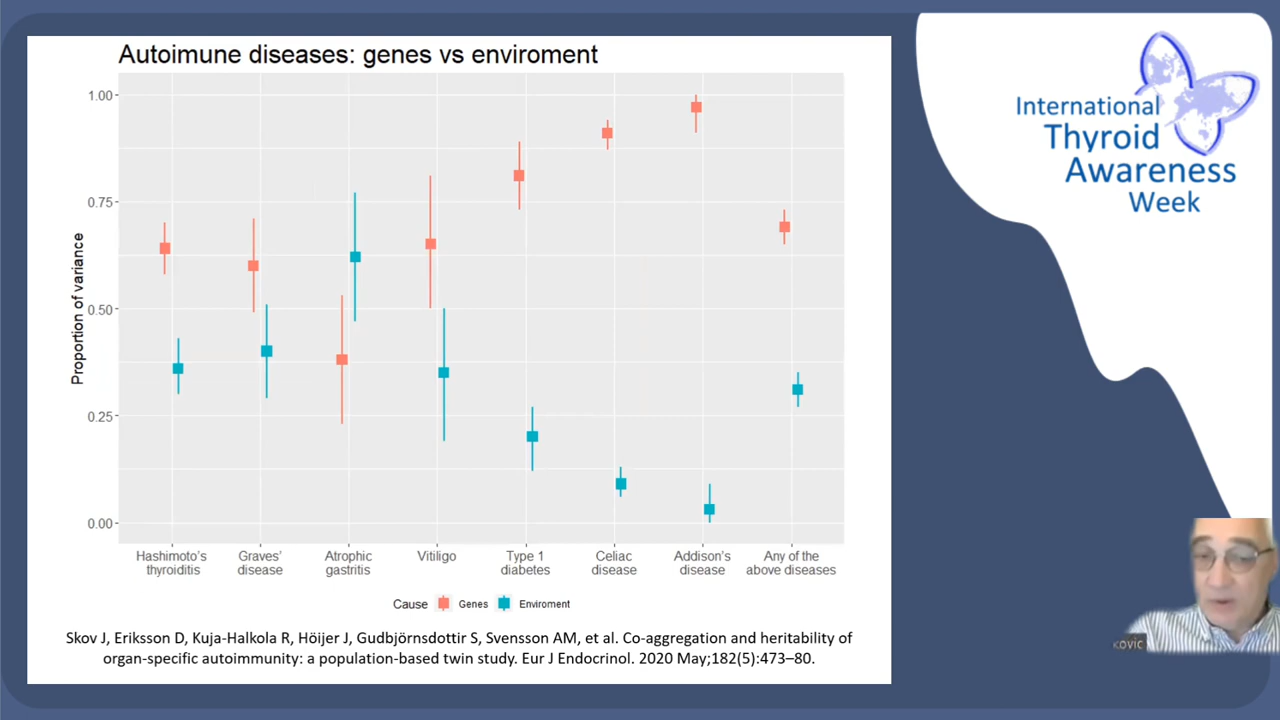 Autoimune diseases: genes vs enviroment
1.00
0.75
0.50
0.25
0.00
Proportion of variance
Hashimoto's
thyroiditis
Graves'
disease
Atrophic
gastritis
Vitiligo
Type 1
diabetes
Celiac
disease
Addison's
disease
Any of the
above diseases
Cause Genes Enviroment
Skov J, Eriksson D, Kuja-Halkola R, Höijer J, Gudbjörnsdottir S, Svensson AM, et al. Co-aggregation and heritability of
organ-specific autoimmunity: a population-based twin study. Eur J Endocrinol. 2020 May;182(5):473–80.
International
Thyroid
Awareness
Week
KOVIC